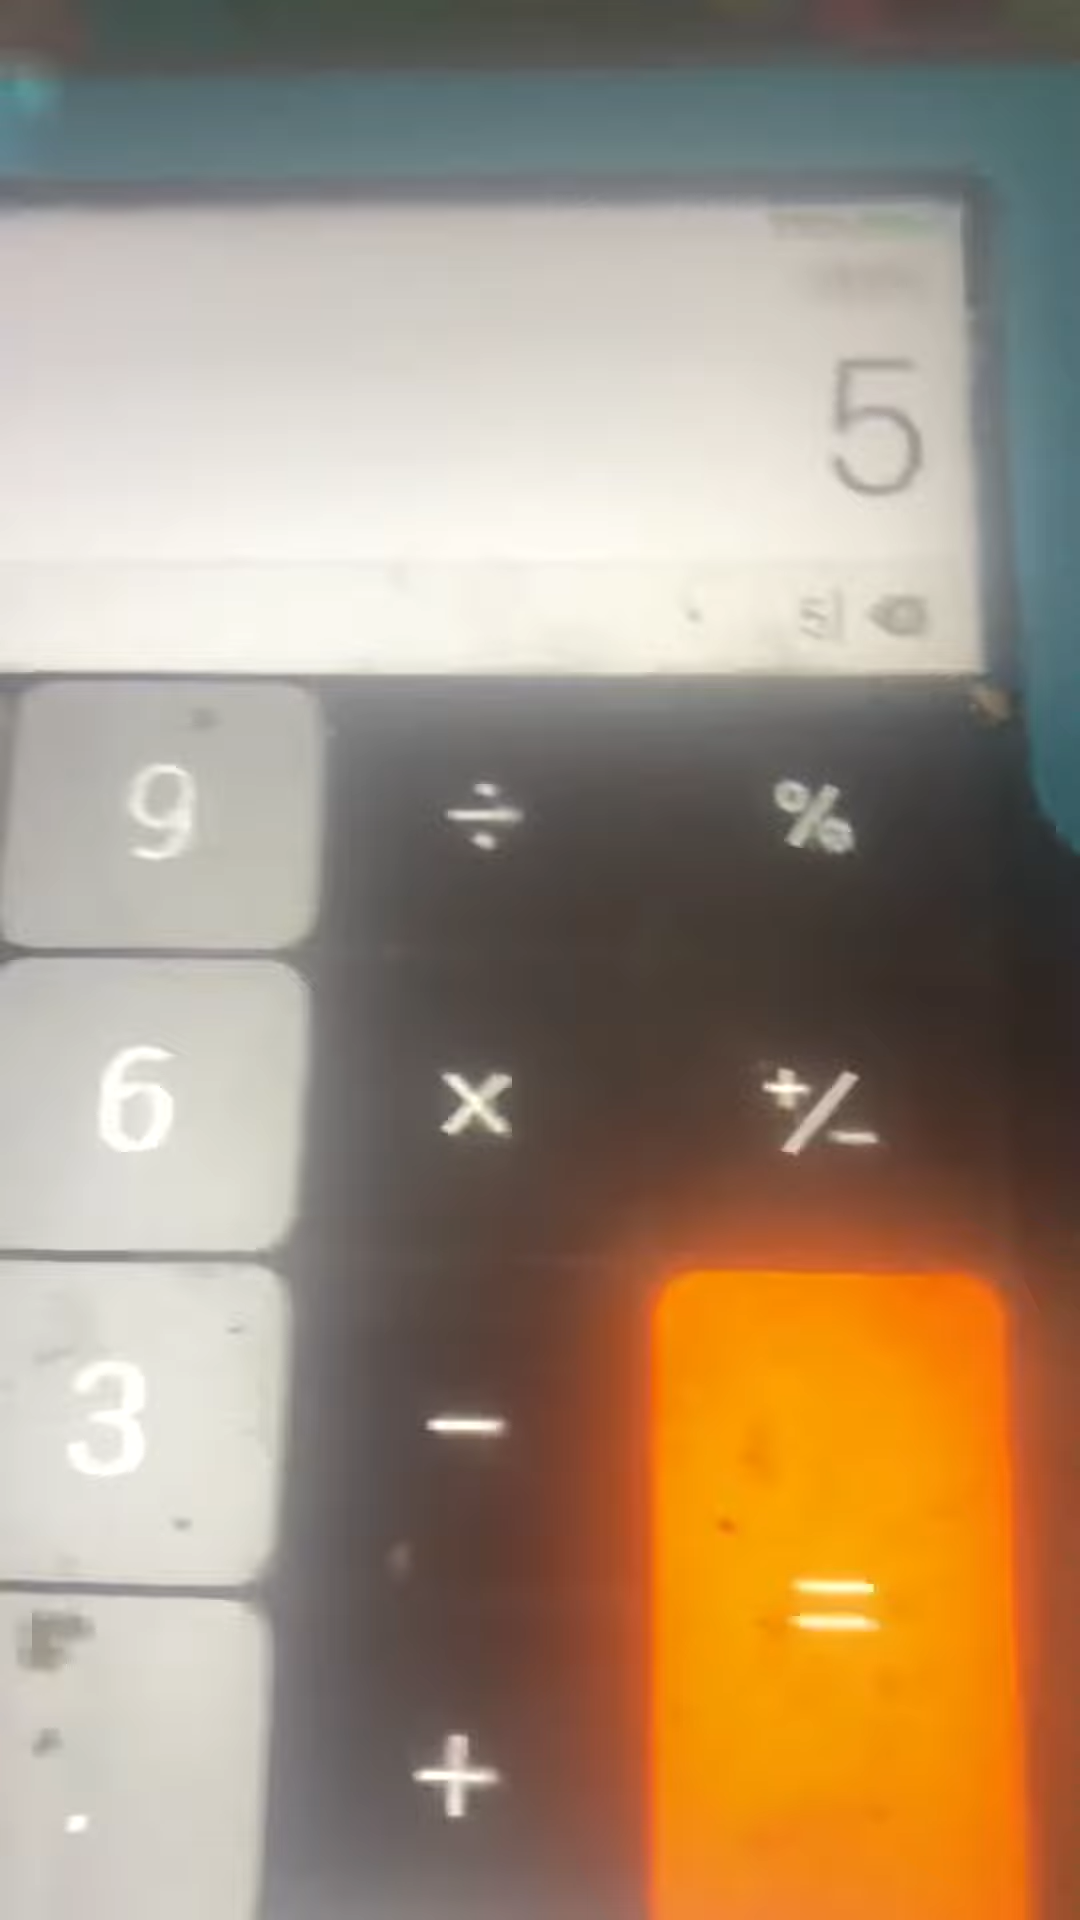 5
9 ÷ %
6 × +/−
3 −
=
. +